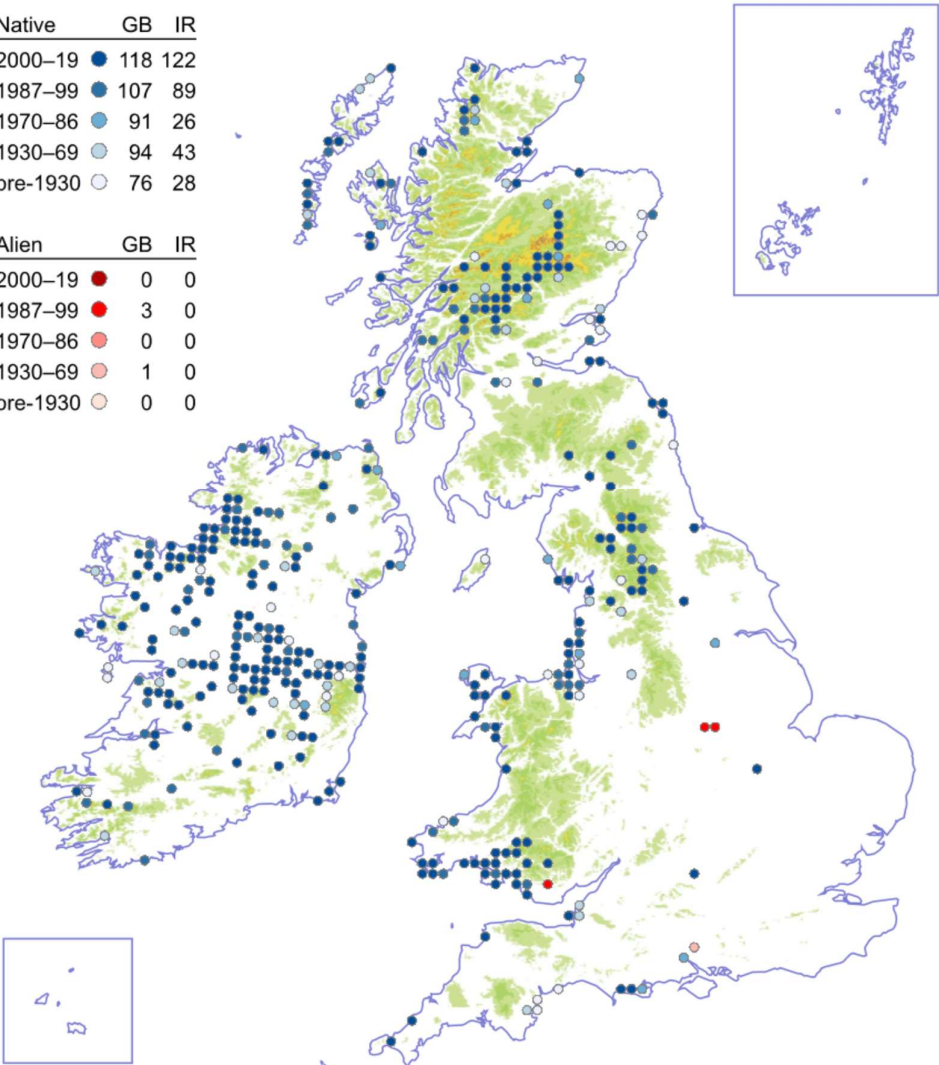 Native GB IR
2000–19 118 122
1987–99 107 89
1970–86 91 26
1930–69 94 43
pre-1930 76 28
Alien GB IR
2000–19 0 0
1987–99 3 0
1970–86 0 0
1930–69 1 0
pre-1930 0 0